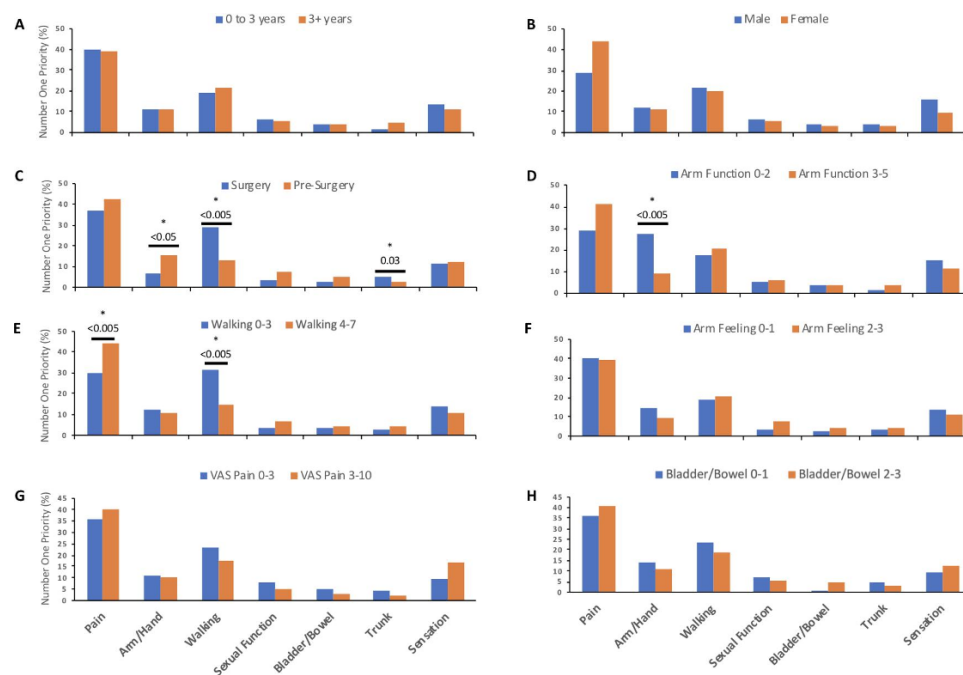 A
0 to 3 years 3+ years
Number One Priority (%)
50
40
30
20
10
0
B
Male Female
50
40
30
20
10
0
C
Surgery Pre-Surgery
Number One Priority (%)
50
40
30
20
10
0
*
<0.05
*
<0.005
*
0.03
D
Arm Function 0-2 Arm Function 3-5
50
40
30
20
10
0
*
<0.005
E
Walking 0-3 Walking 4-7
Number One Priority (%)
50
40
30
20
10
0
*
<0.005
*
<0.005
F
Arm Feeling 0-1 Arm Feeling 2-3
50
40
30
20
10
0
G
VAS Pain 0-3 VAS Pain 3-10
Number One Priority (%)
45
40
35
30
25
20
15
10
5
0
Pain
Arm/Hand
Walking
Sexual Function
Bladder/Bowel
Trunk
Sensation
H
Bladder/Bowel 0-1 Bladder/Bowel 2-3
45
40
35
30
25
20
15
10
5
0
Pain
Arm/Hand
Walking
Sexual Function
Bladder/Bowel
Trunk
Sensation